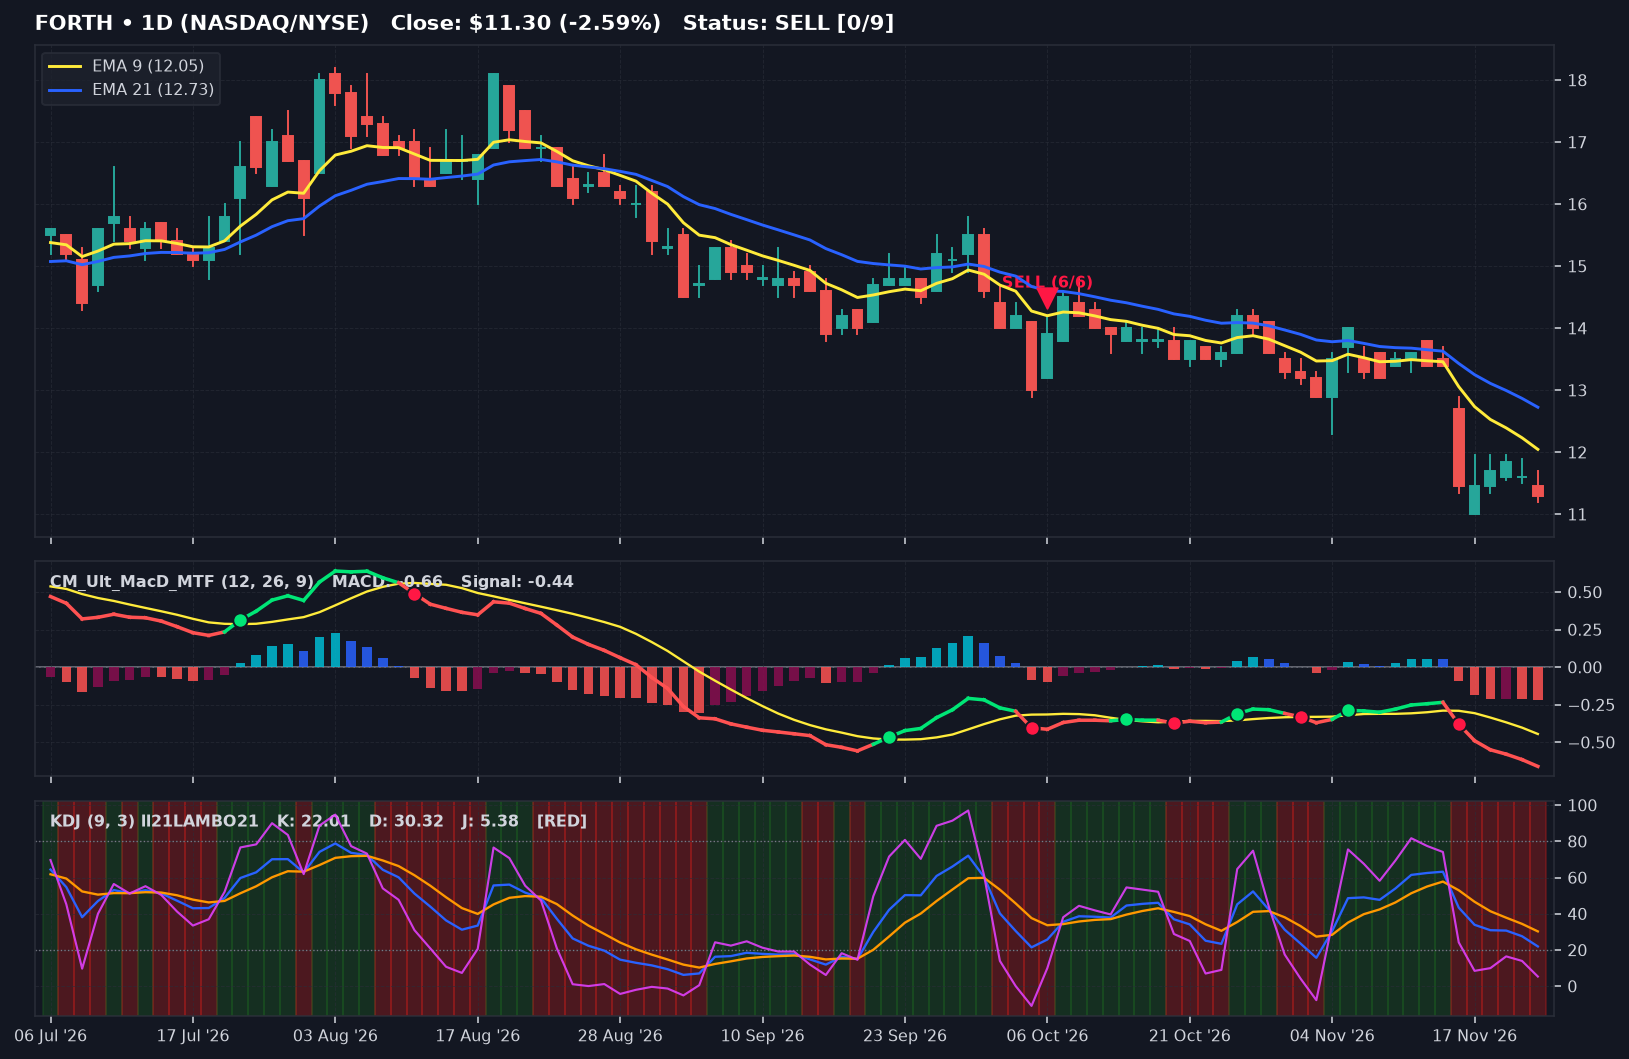 FORTH • 1D (NASDAQ/NYSE)   Close: $11.30 (-2.59%)   Status: SELL [0/9]
EMA 9 (12.05)
EMA 21 (12.73)
18
17
16
15
14
13
12
11
SELL (6/6)
CM_Ult_MacD_MTF (12, 26, 9)   MACD: -0.66   Signal: -0.44
0.50
0.25
0.00
−0.25
−0.50
KDJ (9, 3) II21LAMBO21   K: 22.01   D: 30.32   J: 5.38   [RED]
100
80
60
40
20
0
06 Jul '26
17 Jul '26
03 Aug '26
17 Aug '26
28 Aug '26
10 Sep '26
23 Sep '26
06 Oct '26
21 Oct '26
04 Nov '26
17 Nov '26